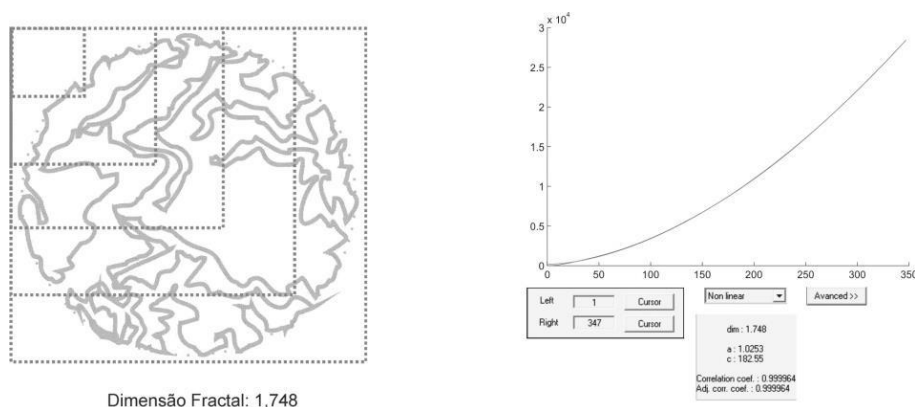 x 10^4
3
2.5
2
1.5
1
0.5
0
0 50 100 150 200 250 300 350
Left 1 Cursor
Right 347 Cursor
Non linear
Avanced >>
dim : 1.748
a : 1.0253
c : 182.55
Correlation coef. : 0.999964
Adj. corr. coef. : 0.999964
Dimensão Fractal: 1.748